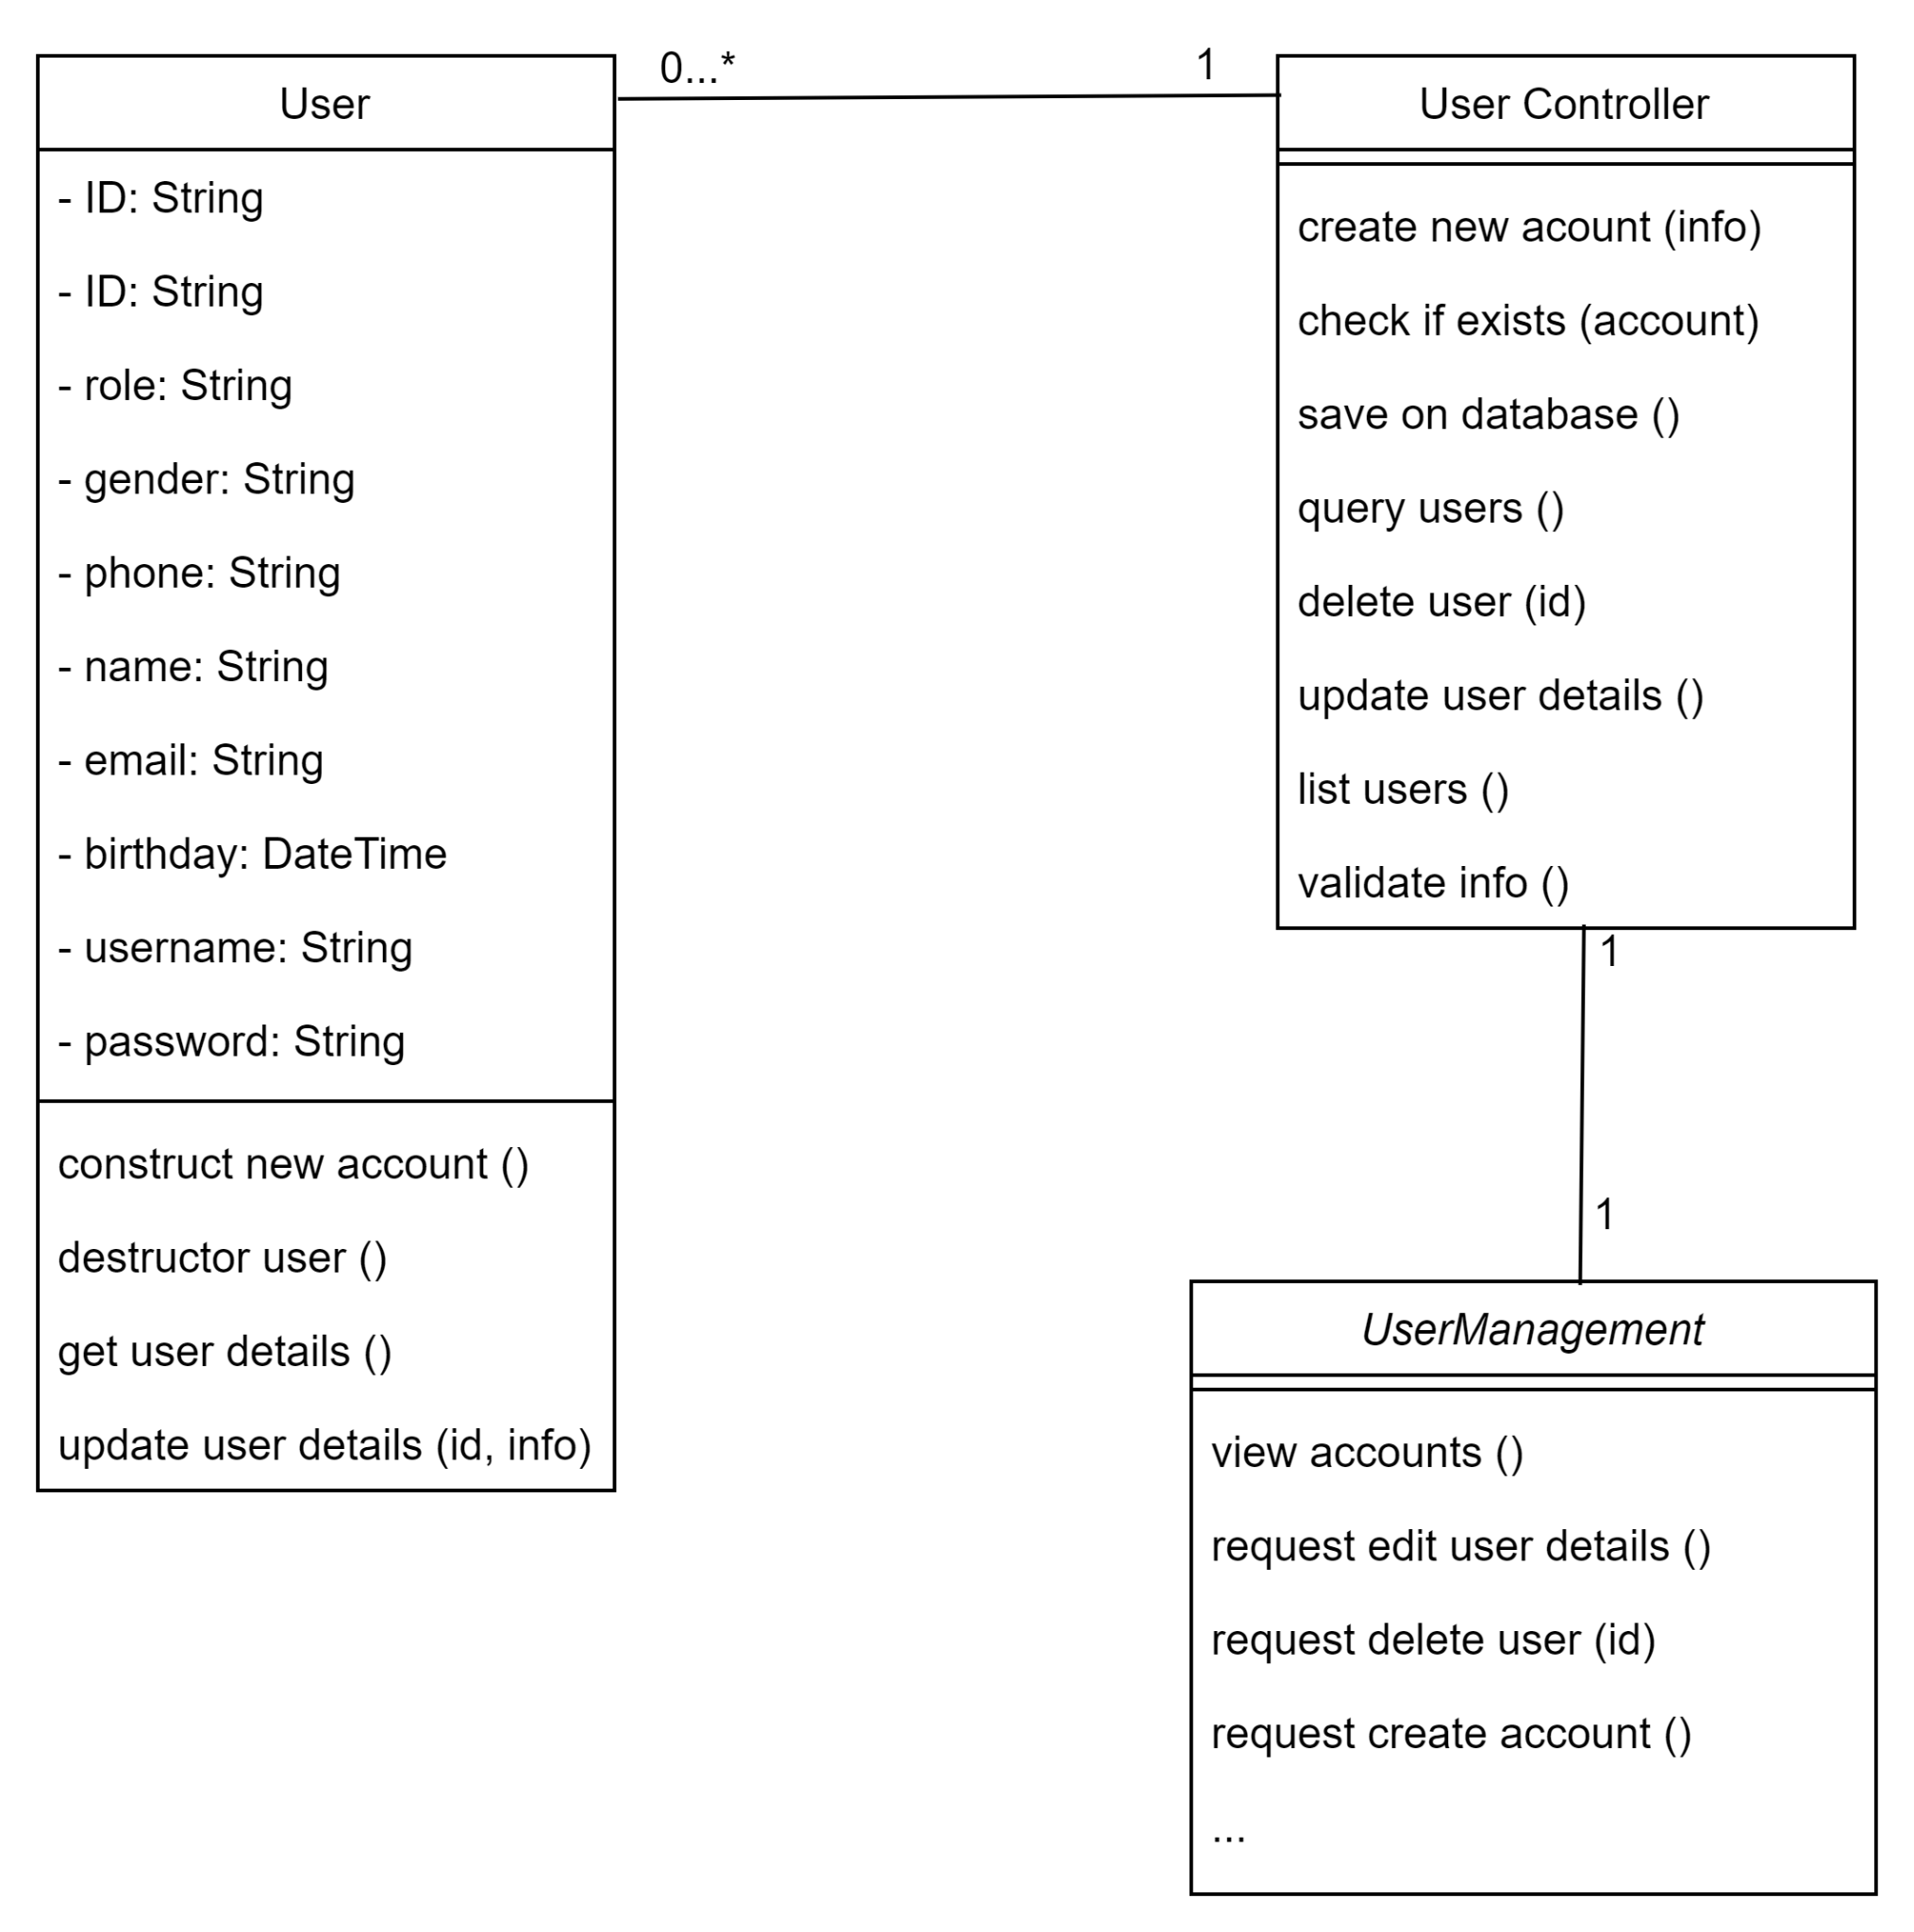 User
- ID: String
- ID: String
- role: String
- gender: String
- phone: String
- name: String
- email: String
- birthday: DateTime
- username: String
- password: String
construct new account ()
destructor user ()
get user details ()
update user details (id, info)
0...*
1
User Controller
create new acount (info)
check if exists (account)
save on database ()
query users ()
delete user (id)
update user details ()
list users ()
validate info ()
1
1
UserManagement
view accounts ()
request edit user details ()
request delete user (id)
request create account ()
...